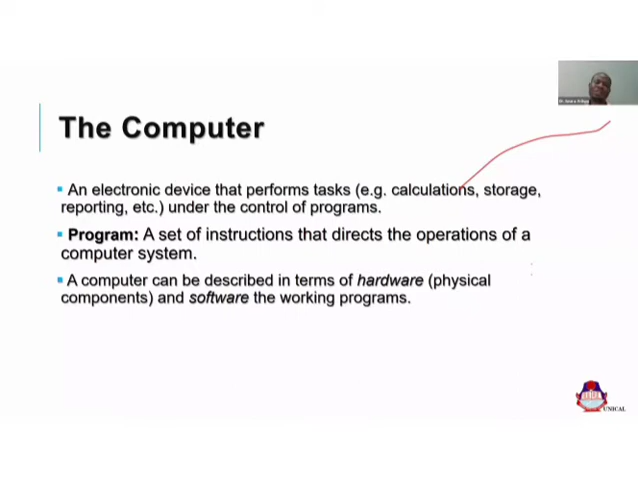 The Computer
An electronic device that performs tasks (e.g. calculations, storage,
reporting, etc.) under the control of programs.
Program: A set of instructions that directs the operations of a
computer system.
A computer can be described in terms of hardware (physical
components) and software the working programs.
UNICAL